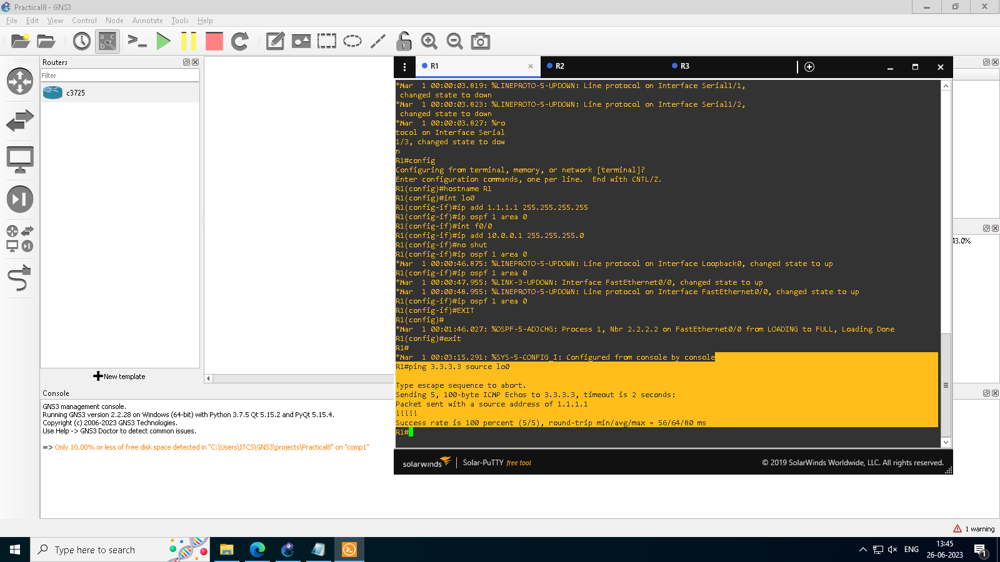 Practical8 - GNS3
File Edit View Control Node Annotate Tools Help
Routers
Filter
c3725
New template
R1
R2
R3
*Mar  1 00:00:03.819: %LINEPROTO-5-UPDOWN: Line protocol on Interface Serial1/1,
changed state to down
*Mar  1 00:00:03.823: %LINEPROTO-5-UPDOWN: Line protocol on Interface Serial1/2,
changed state to down
*Mar  1 00:00:03.827: %ro
tocol on Interface Serial
1/3, changed state to dow
n
R1#config
Configuring from terminal, memory, or network [terminal]?
Enter configuration commands, one per line.  End with CNTL/Z.
R1(config)#hostname R1
R1(config)#int lo0
R1(config-if)#ip add 1.1.1.1 255.255.255.255
R1(config-if)#ip ospf 1 area 0
R1(config-if)#int f0/0
R1(config-if)#ip add 10.0.0.1 255.255.255.0
R1(config-if)#no shut
R1(config-if)#ip ospf 1 area 0
*Mar  1 00:00:46.875: %LINEPROTO-5-UPDOWN: Line protocol on Interface Loopback0, changed state to up
R1(config-if)#ip ospf 1 area 0
*Mar  1 00:00:47.955: %LINK-3-UPDOWN: Interface FastEthernet0/0, changed state to up
*Mar  1 00:00:48.955: %LINEPROTO-5-UPDOWN: Line protocol on Interface FastEthernet0/0, changed state to up
R1(config-if)#ip ospf 1 area 0
R1(config-if)#EXIT
R1(config)#
*Mar  1 00:01:46.027: %OSPF-5-ADJCHG: Process 1, Nbr 2.2.2.2 on FastEthernet0/0 from LOADING to FULL, Loading Done
R1(config)#exit
R1#
*Mar  1 00:03:15.291: %SYS-5-CONFIG_I: Configured from console by console
R1#ping 3.3.3.3 source lo0
Type escape sequence to abort.
Sending 5, 100-byte ICMP Echos to 3.3.3.3, timeout is 2 seconds:
Packet sent with a source address of 1.1.1.1
!!!!!
Success rate is 100 percent (5/5), round-trip min/avg/max = 56/64/80 ms
R1#
solarwinds Solar-PuTTY free tool
© 2019 SolarWinds Worldwide, LLC. All rights reserved.
43.0%
Console
GNS3 management console.
Running GNS3 version 2.2.28 on Windows (64-bit) with Python 3.7.5 Qt 5.15.2 and PyQt 5.15.4.
Copyright (c) 2006-2023 GNS3 Technologies.
Use Help -> GNS3 Doctor to detect common issues.
=> Only 10.00% or less of free disk space detected in "C:\Users\ITCS\GNS3\projects\Practical8" on "comp1"
1 warning
Type here to search
ENG
13:45
26-06-2023
1